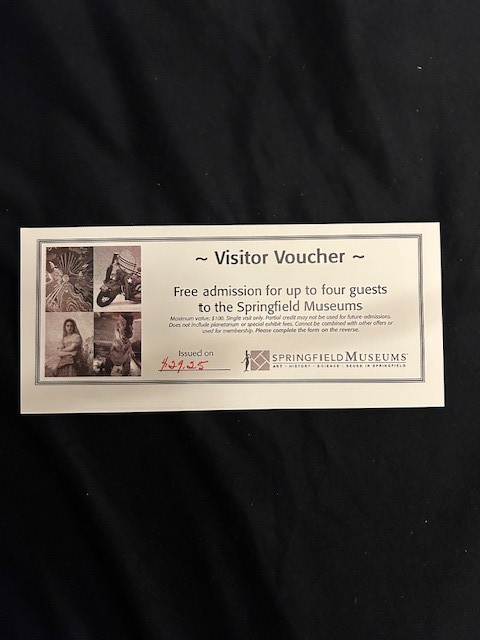 ~ Visitor Voucher ~
Free admission for up to four guests
to the Springfield Museums
Maximum value: $100. Single visit only. Partial credit may not be used for future admissions.
Does not include planetarium or special exhibit fees. Cannot be combined with other offers or
used for membership. Please complete the form on the reverse.
Issued on
29.25
SPRINGFIELD MUSEUMS
ART • HISTORY • SCIENCE • SEUSS IN SPRINGFIELD